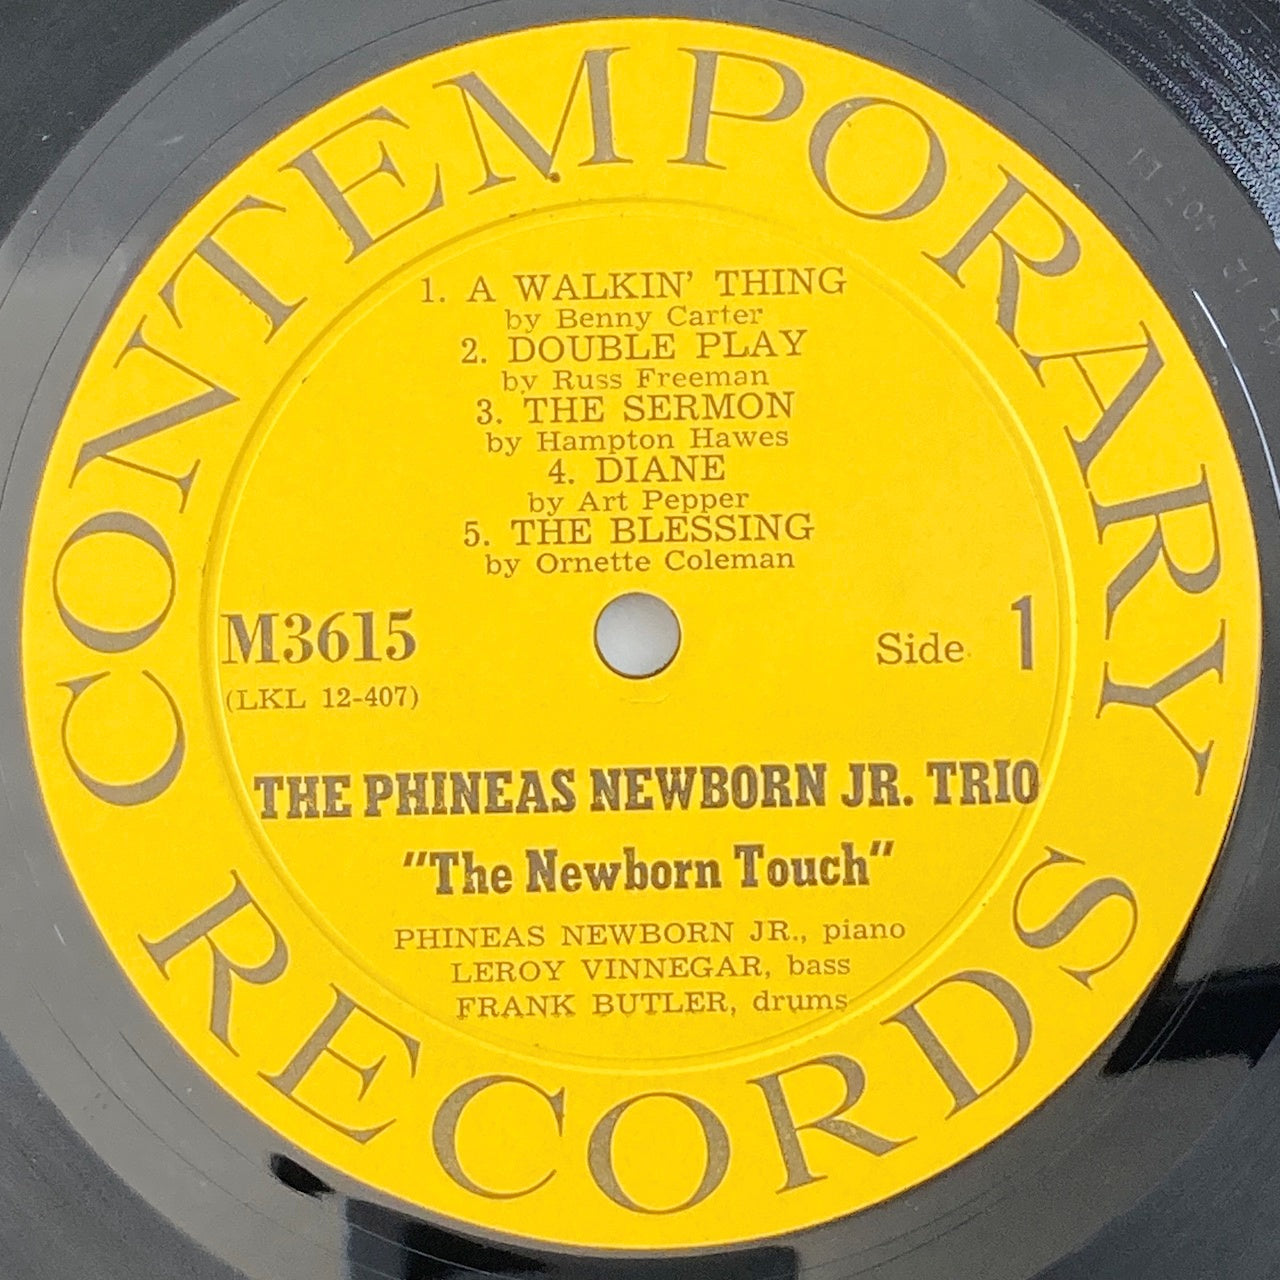 CONTEMPORARY
1. A WALKIN' THING
by Benny Carter
2. DOUBLE PLAY
by Russ Freeman
3. THE SERMON
by Hampton Hawes
4. DIANE
by Art Pepper
5. THE BLESSING
by Ornette Coleman
M3615
(LKL 12-407)
Side 1
THE PHINEAS NEWBORN JR. TRIO
"The Newborn Touch"
PHINEAS NEWBORN JR., piano
LEROY VINNEGAR, bass
FRANK BUTLER, drums
RECORDS